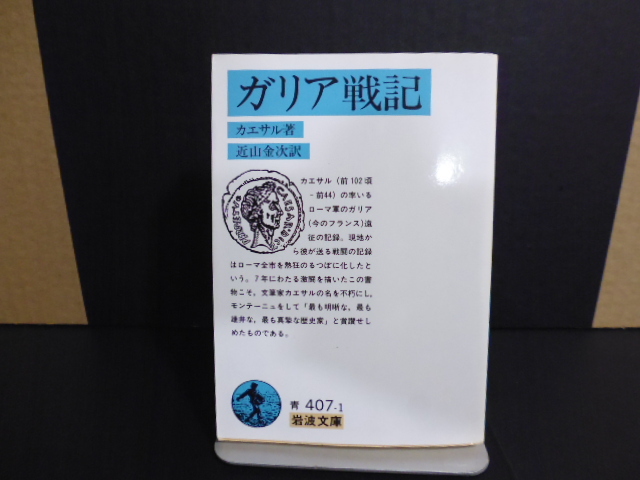 ガリア戦記
カエサル著
近山金次訳
カエサル（前102頃
－前44）の率いる
ローマ軍のガリア
（今のフランス）遠
征の記録。現地か
ら彼が送る戦闘の記録
はローマ全市を熱狂のるつぼに化したと
いう。７年にわたる激闘を描いたこの書
物こそ，文筆家カエサルの名を不朽にし，
モンテーニュをして「最も明晰な，最も
雄弁な，最も真摯な歴史家」と賞讃せし
めたものである。
青 407-1
岩波文庫